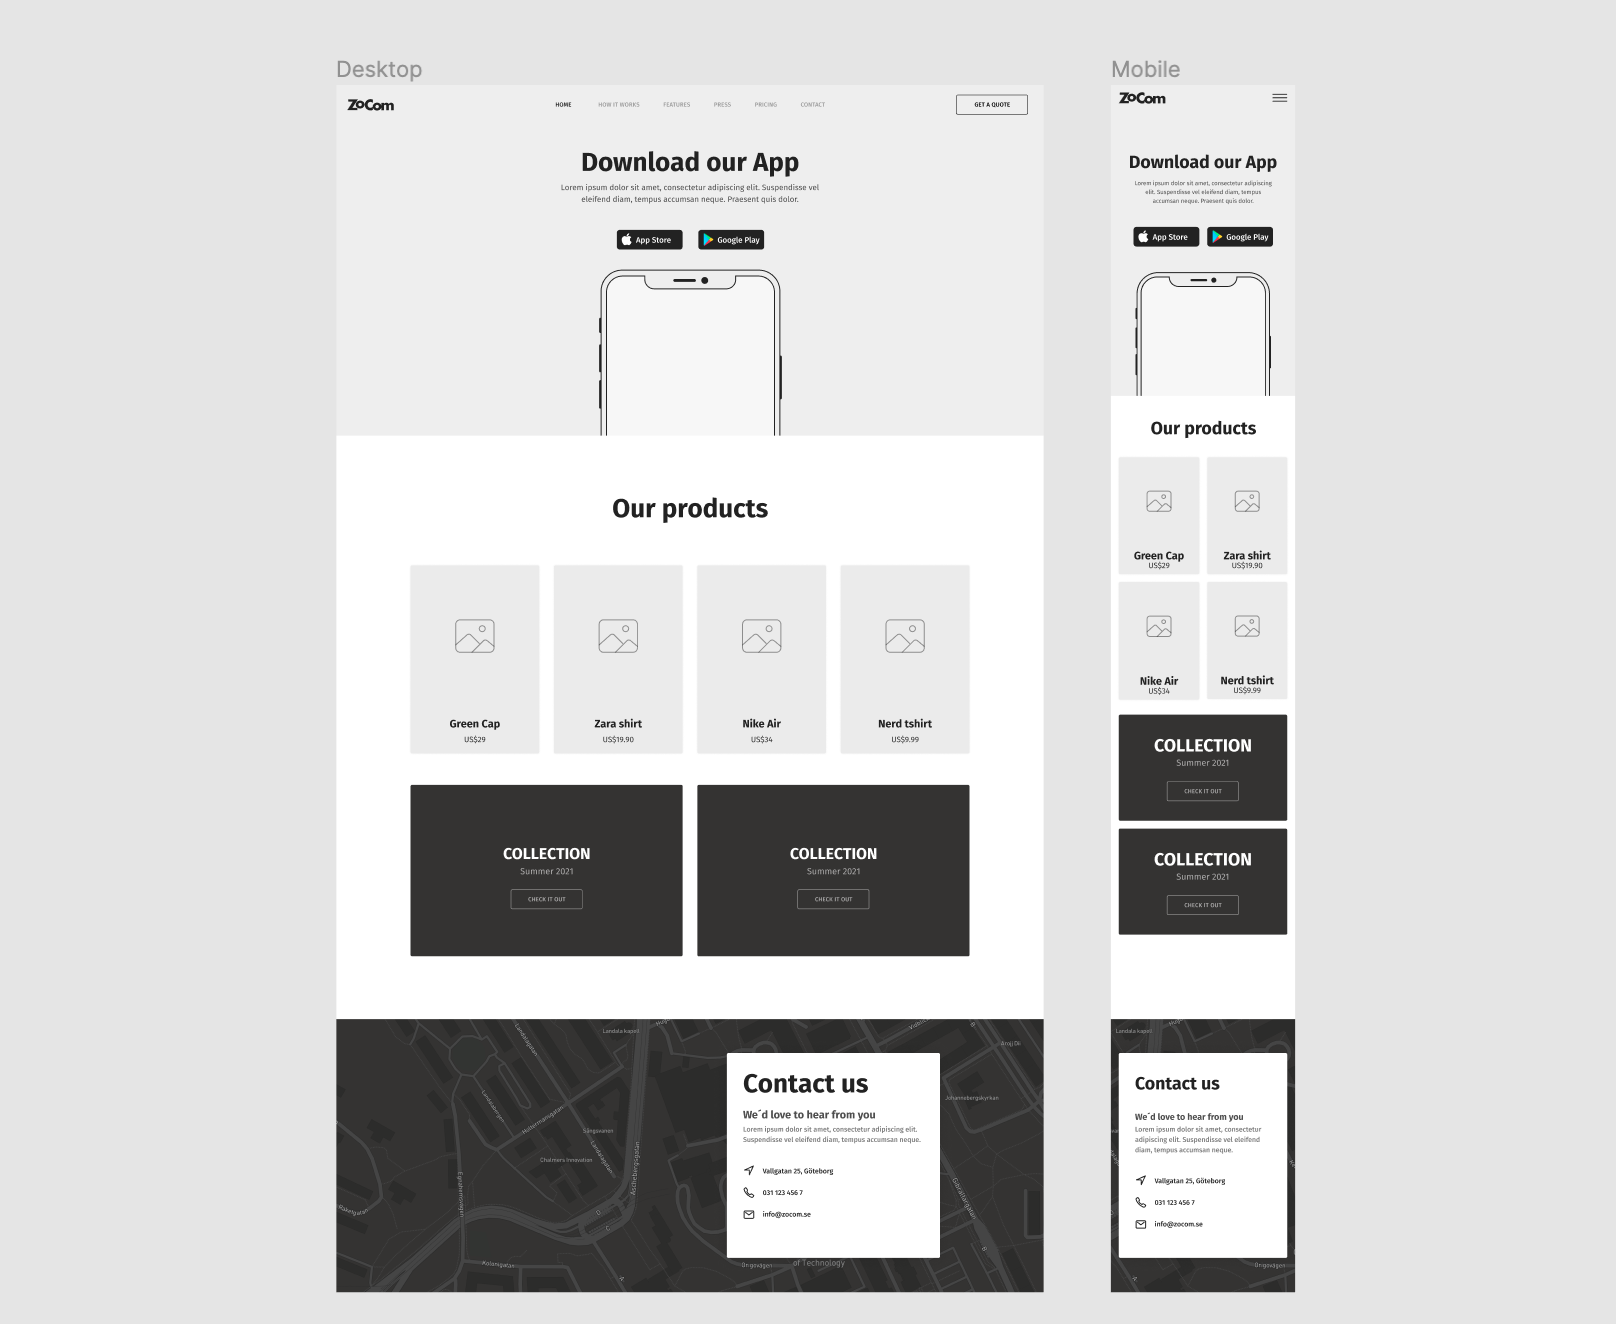 Desktop
ZoCom
HOME
HOW IT WORKS
FEATURES
PRESS
PRICING
CONTACT
GET A QUOTE
Download our App
Lorem ipsum dolor sit amet, consectetur adipiscing elit. Suspendisse vel
eleifend diam, tempus accumsan neque. Praesent quis dolor.
App Store
Google Play
Our products
Green Cap
US$29
Zara shirt
US$19.90
Nike Air
US$34
Nerd tshirt
US$9.99
COLLECTION
Summer 2021
CHECK IT OUT
COLLECTION
Summer 2021
CHECK IT OUT
Landala kapell
Landalagatan
Landalabergen
Hultermansgatan
Sångsvanen
Landalagatan
Chalmers Innovation
Aschebergsgatan
Kolonigatan
Johannebergskyrkan
Gibraltargatan
Origovägen
of Technology
Contact us
We´d love to hear from you
Lorem ipsum dolor sit amet, consectetur adipiscing elit.
Suspendisse vel eleifend diam, tempus accumsan neque.
Vallgatan 25, Göteborg
031 123 456 7
info@zocom.se
Mobile
ZoCom
Download our App
Lorem ipsum dolor sit amet, consectetur adipiscing
elit. Suspendisse vel eleifend diam, tempus
accumsan neque. Praesent quis dolor.
App Store
Google Play
Our products
Green Cap
US$29
Zara shirt
US$19.90
Nike Air
US$34
Nerd tshirt
US$9.99
COLLECTION
Summer 2021
CHECK IT OUT
COLLECTION
Summer 2021
CHECK IT OUT
Landala kapell
Contact us
We´d love to hear from you
Lorem ipsum dolor sit amet, consectetur
adipiscing elit. Suspendisse vel eleifend
diam, tempus accumsan neque.
Vallgatan 25, Göteborg
031 123 456 7
info@zocom.se
Origovägen